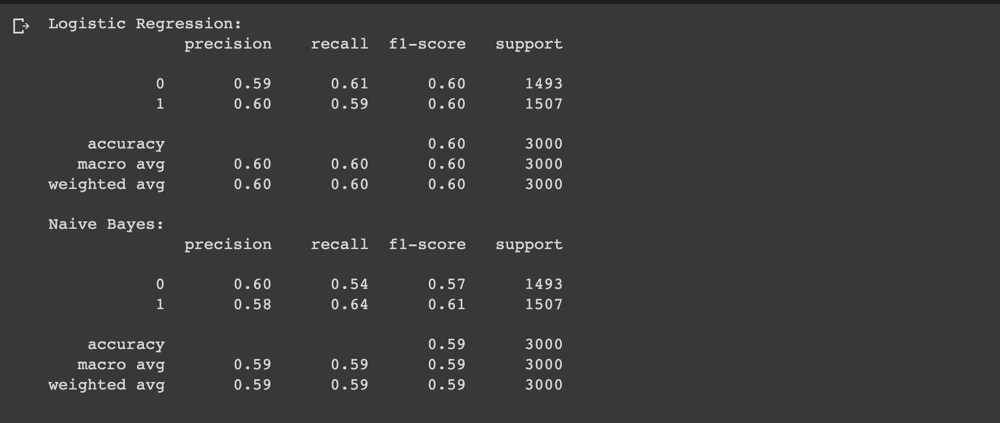 Logistic Regression:
precision recall f1-score support
0 0.59 0.61 0.60 1493
1 0.60 0.59 0.60 1507
accuracy 0.60 3000
macro avg 0.60 0.60 0.60 3000
weighted avg 0.60 0.60 0.60 3000
Naive Bayes:
precision recall f1-score support
0 0.60 0.54 0.57 1493
1 0.58 0.64 0.61 1507
accuracy 0.59 3000
macro avg 0.59 0.59 0.59 3000
weighted avg 0.59 0.59 0.59 3000